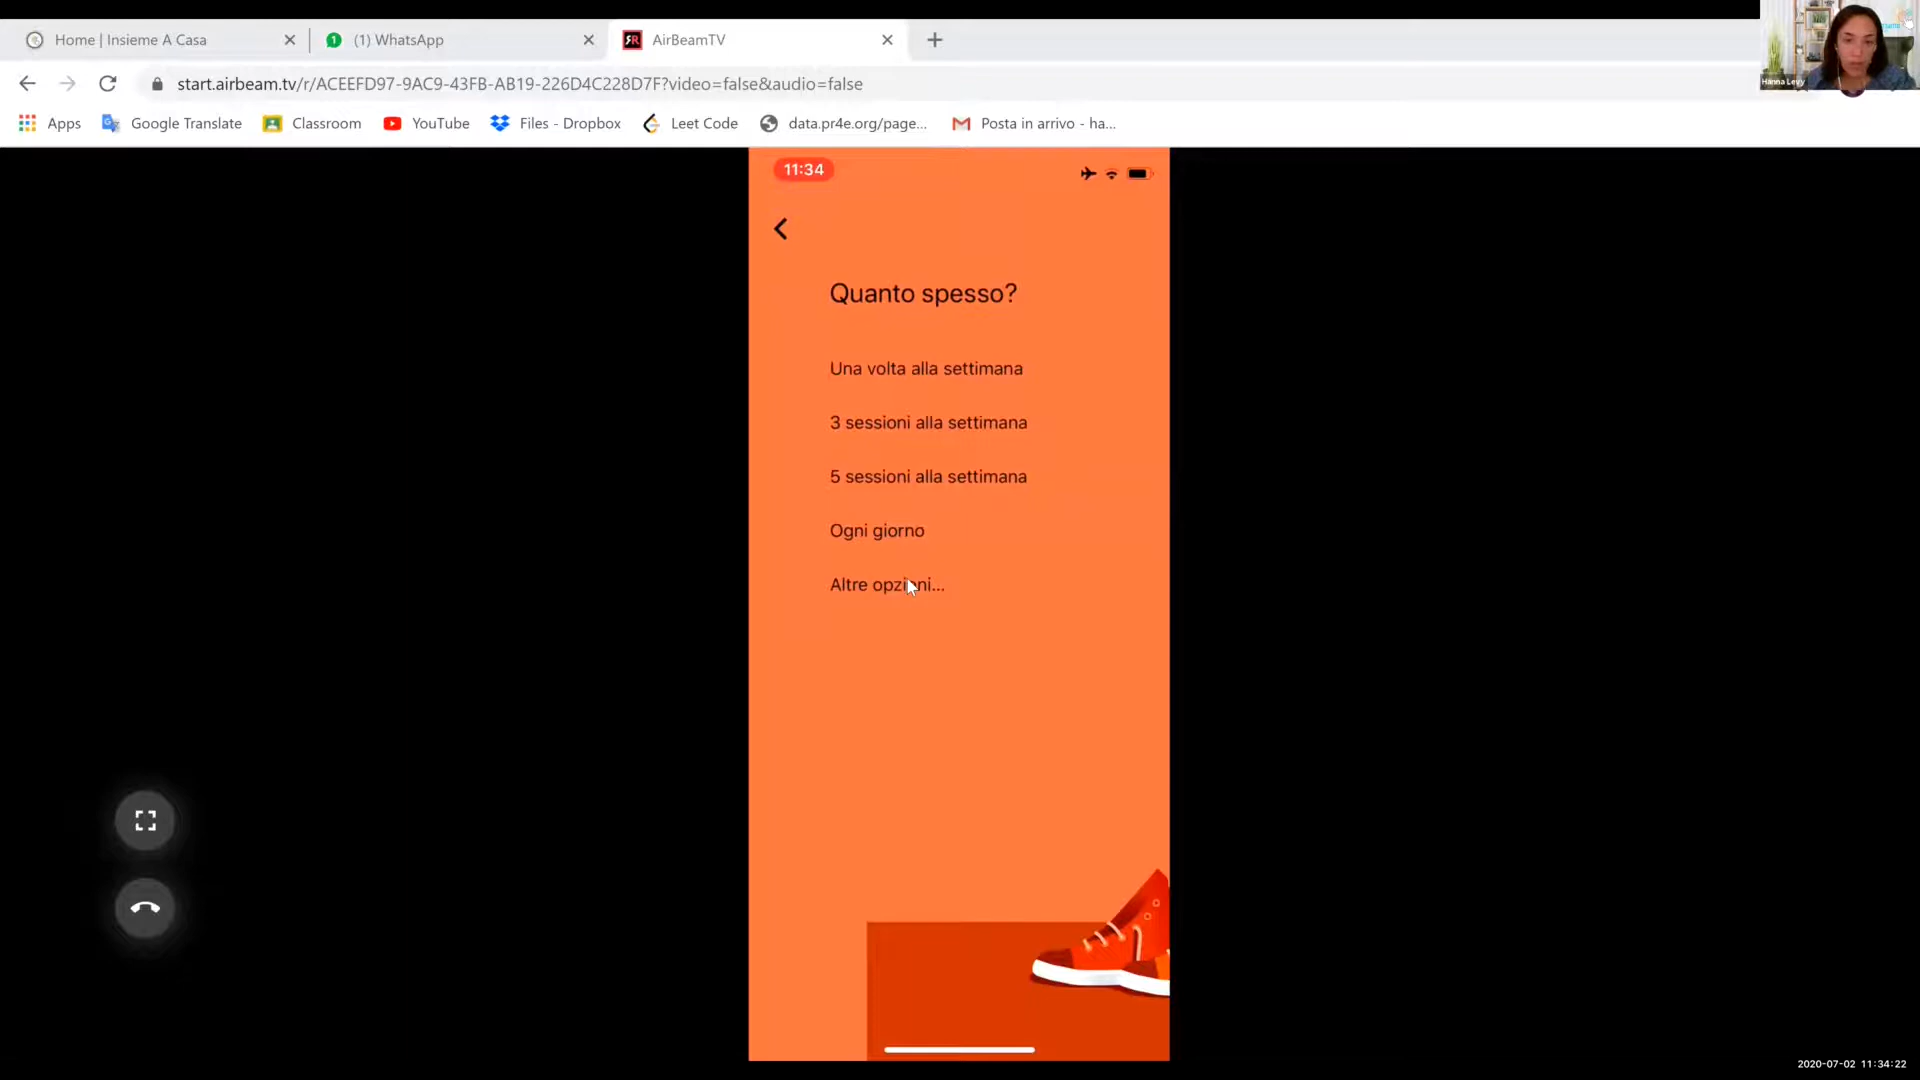 Home | Insieme A Casa
(1) WhatsApp
AirBeamTV
start.airbeam.tv/r/ACEEFD97-9AC9-43FB-AB19-226D4C228D7F?video=false&audio=false
Apps
Google Translate
Classroom
YouTube
Files - Dropbox
Leet Code
data.pr4e.org/page...
Posta in arrivo - ha...
Hanna Levy
11:34
Quanto spesso?
Una volta alla settimana
3 sessioni alla settimana
5 sessioni alla settimana
Ogni giorno
Altre opzioni...
2020-07-02 11:34:22